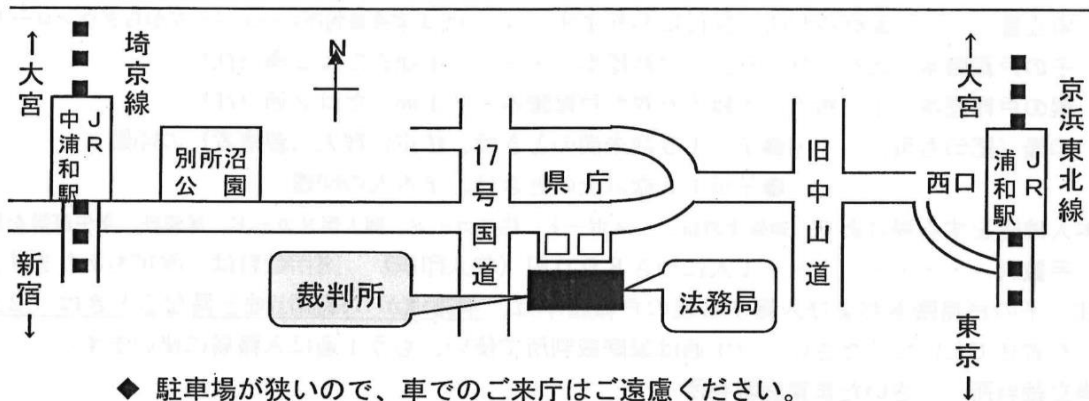 ↑大宮
埼京線
N
↑大宮
京浜東北線
JR中浦和駅
別所沼公園
17号国道
県庁
旧中山道
西口
JR浦和駅
新宿↓
裁判所
法務局
東京↓
◆ 駐車場が狭いので、車でのご来庁はご遠慮ください。